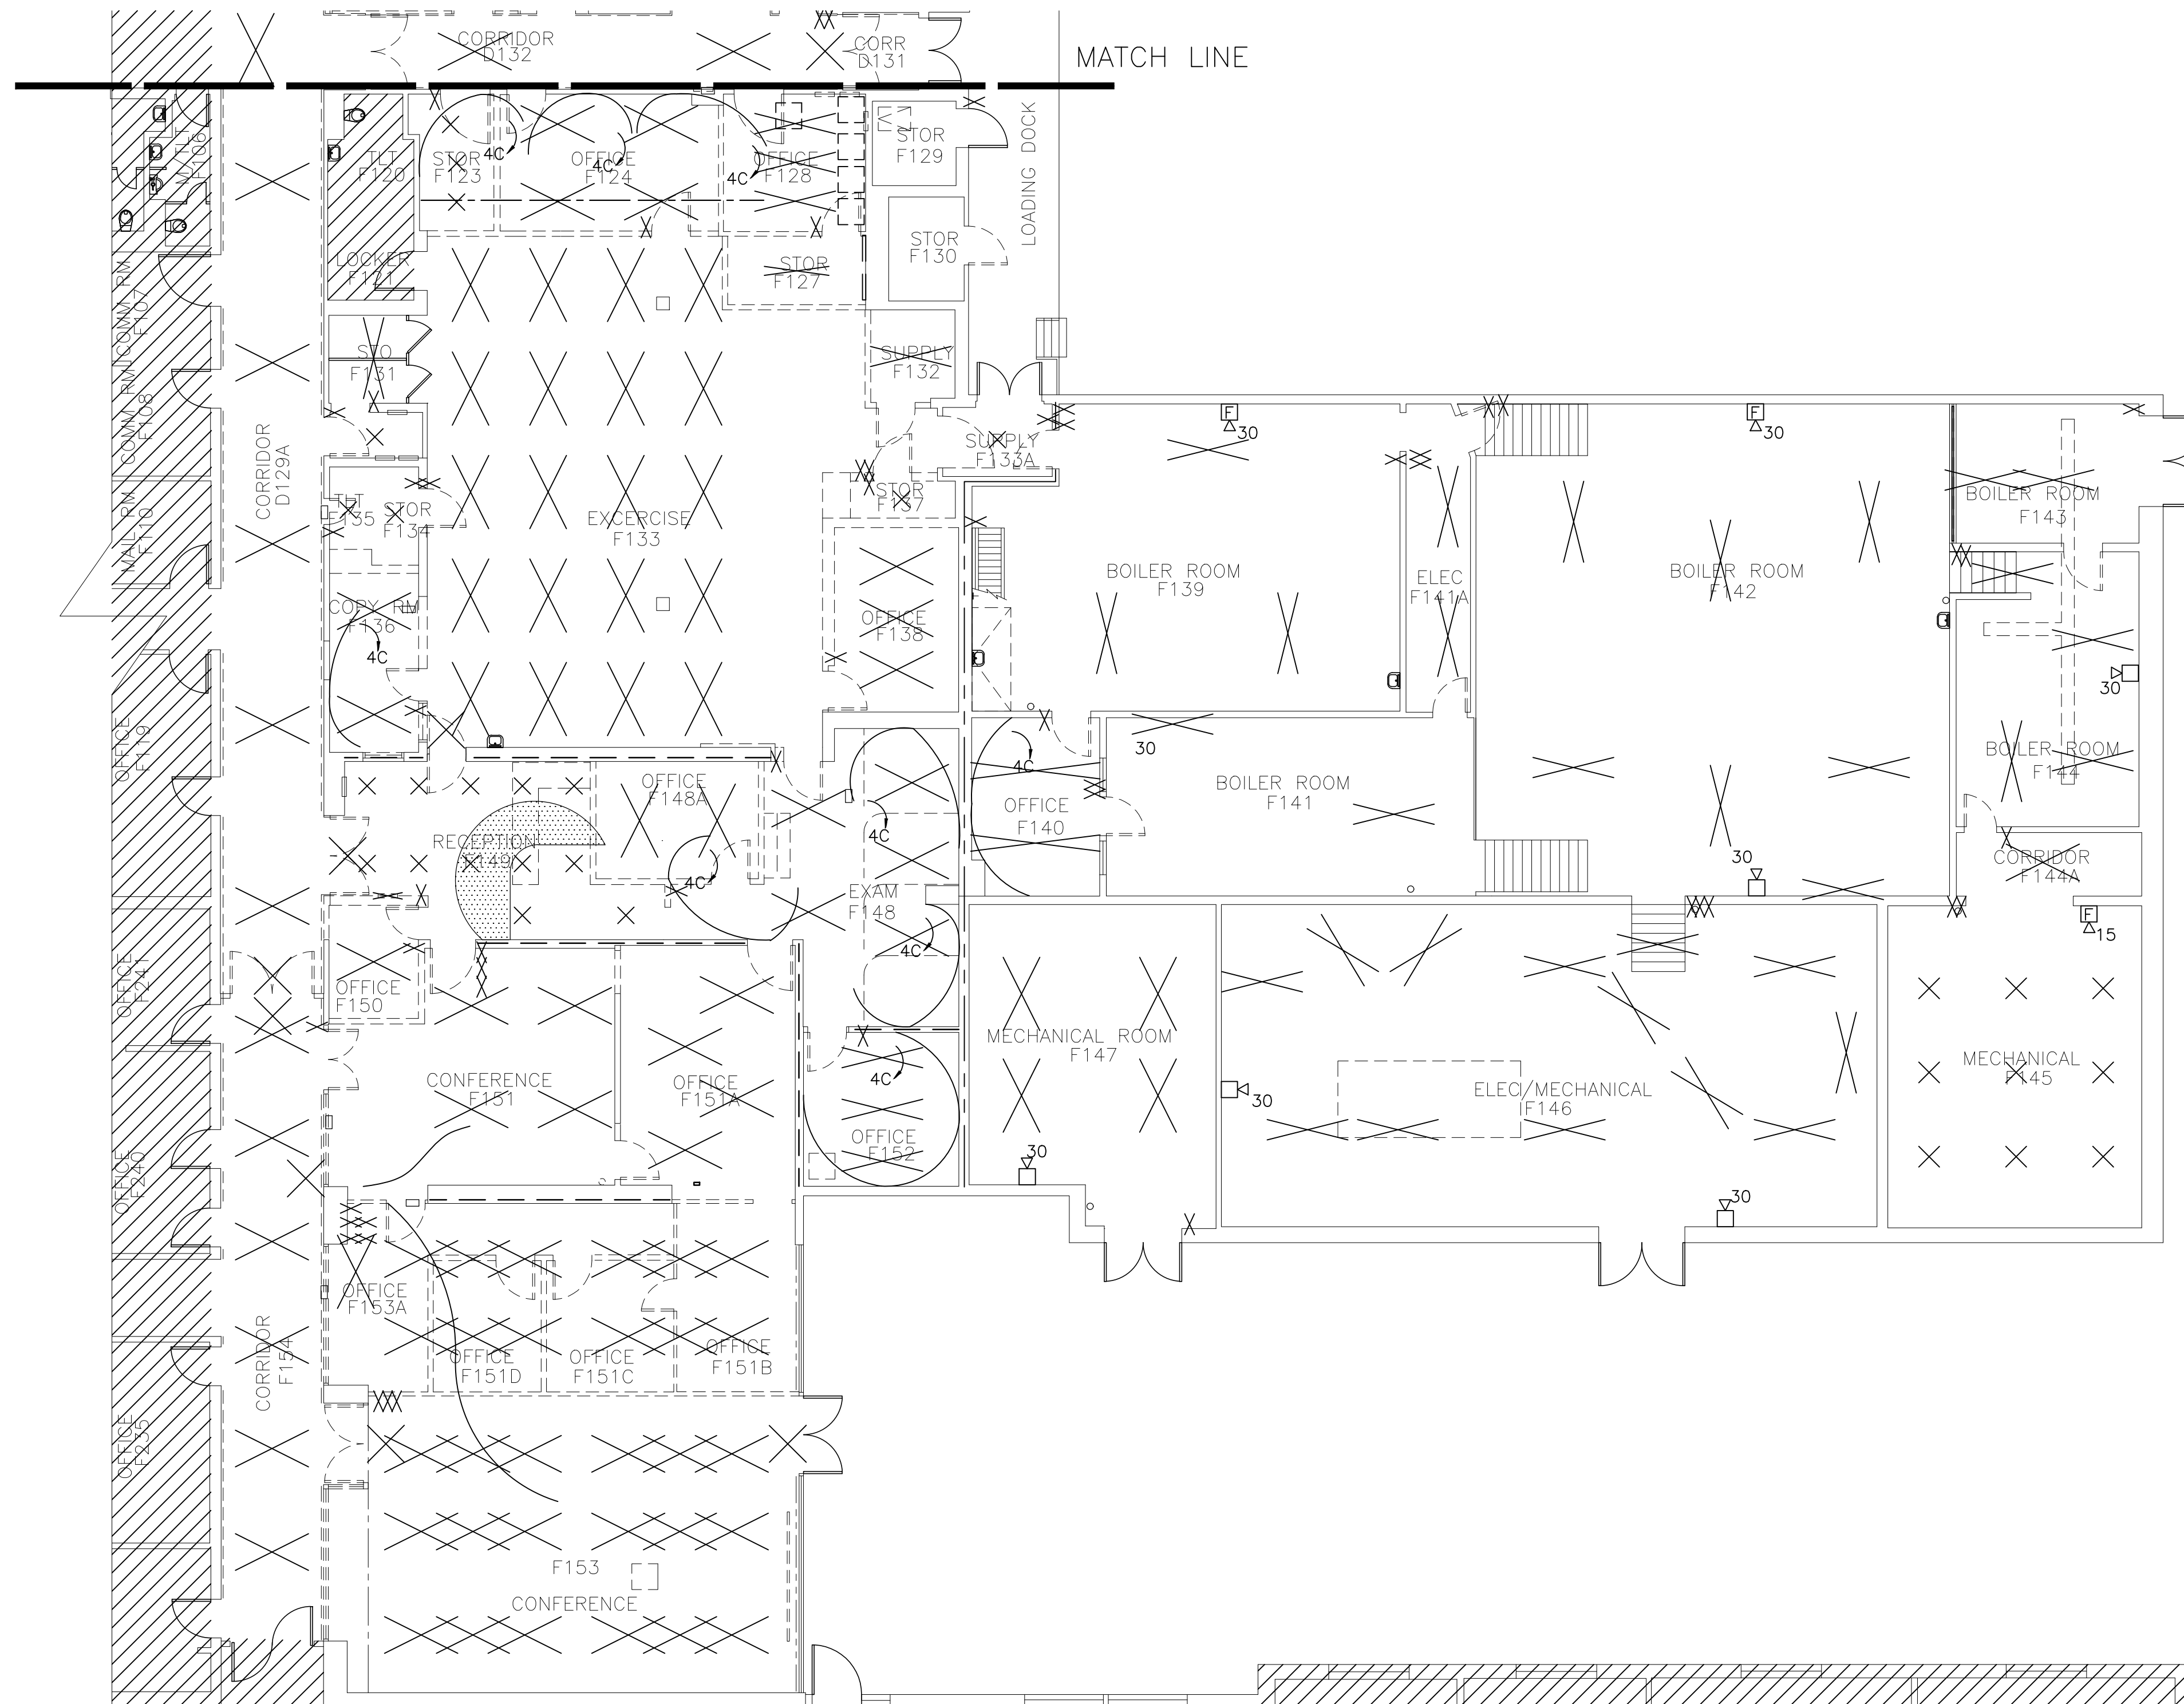 CORRIDOR
D132
CORR
D131
MATCH LINE
M/TLT
F106
TLT
F120
STOR
F123
4C
OFFICE
F124
4C
OFFICE
F128
4C
STOR
F129
LOADING DOCK
STOR
F130
LOCKER
F121
STOR
F127
COMM RM
F107
STO
F131
SUPPLY
F132
COMM RM
F108
CORRIDOR
D129A
SUPPLY
F133A
F
30
F
30
MAIL RM
F110
TLT
F135
STOR
F134
EXCERCISE
F133
STOR
F137
BOILER ROOM
F143
BOILER ROOM
F139
ELEC
F141A
BOILER ROOM
F142
COPY RM
F136
4C
OFFICE
F138
30
OFFICE
F119
OFFICE
F148A
4C
30
BOILER ROOM
F141
BOILER ROOM
F144
OFFICE
F140
RECEPTION
F149
4C
4C
30
CORRIDOR
F144A
EXAM
F148
4C
F
15
OFFICE
F241
OFFICE
F150
MECHANICAL ROOM
F147
MECHANICAL
F145
CONFERENCE
F151
OFFICE
F151A
4C
ELEC/MECHANICAL
F146
30
OFFICE
F152
30
OFFICE
F240
30
OFFICE
F153A
CORRIDOR
F154
OFFICE
F151D
OFFICE
F151C
OFFICE
F151B
OFFICE
F235
F153
CONFERENCE